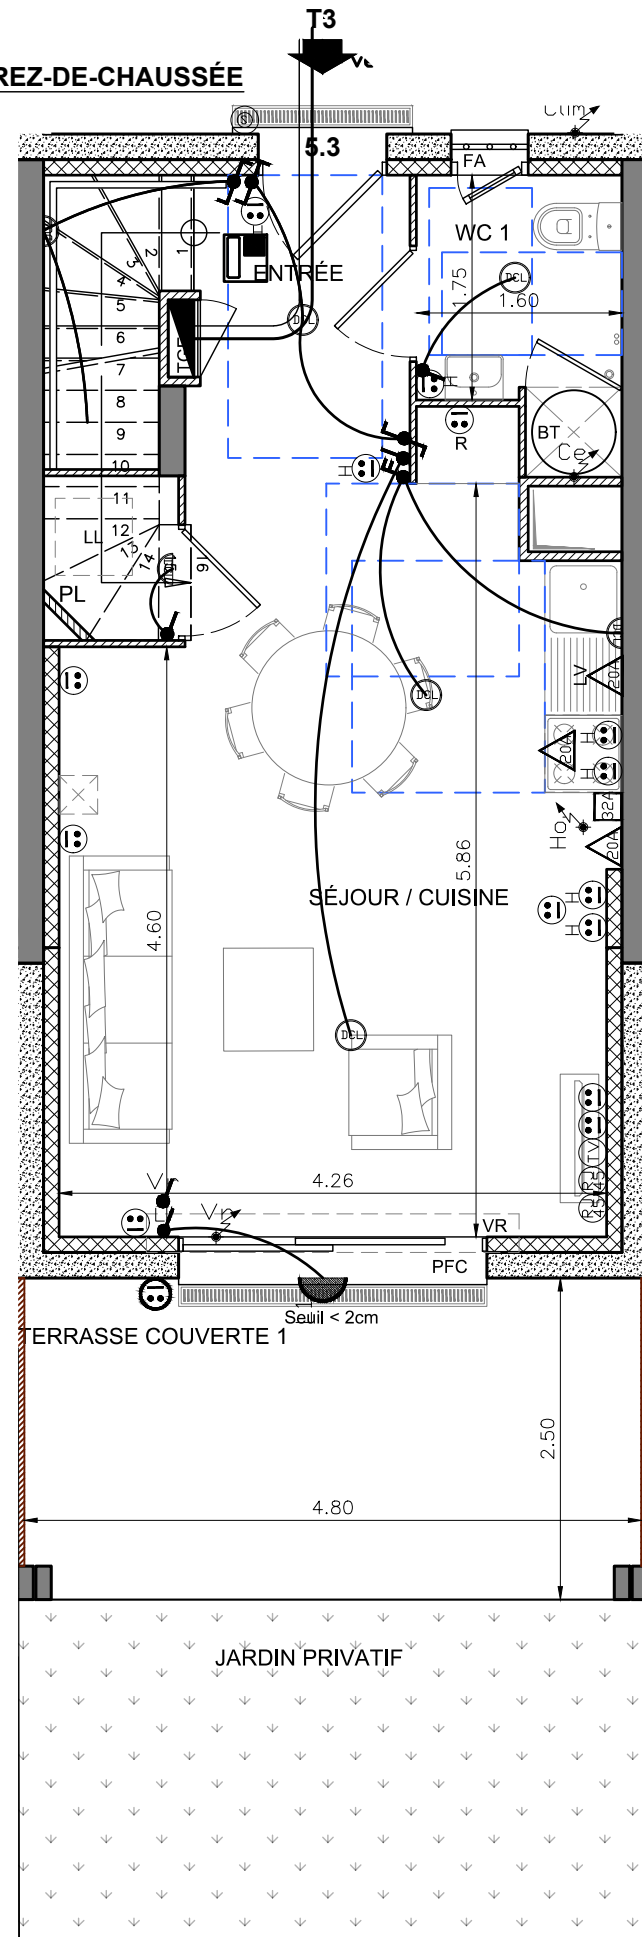 T3
REZ-DE-CHAUSSÉE
Clim
5.3
FA
WC 1
ENTRÉE
DCL
1.75
1.60
DCL
TGE
1
2
3
4
5
6
7
8
9
10
11
12
13
14
16
H
R
H
BT
Ce
LL
PL
LV
20A
DCL
H
20A
H
32A
Ho
20A
5.86
SÉJOUR / CUISINE
4.60
H
H
DCL
TV
4.26
VR
PFC
Seuil < 2cm
TERRASSE COUVERTE 1
2.50
4.80
JARDIN PRIVATIF